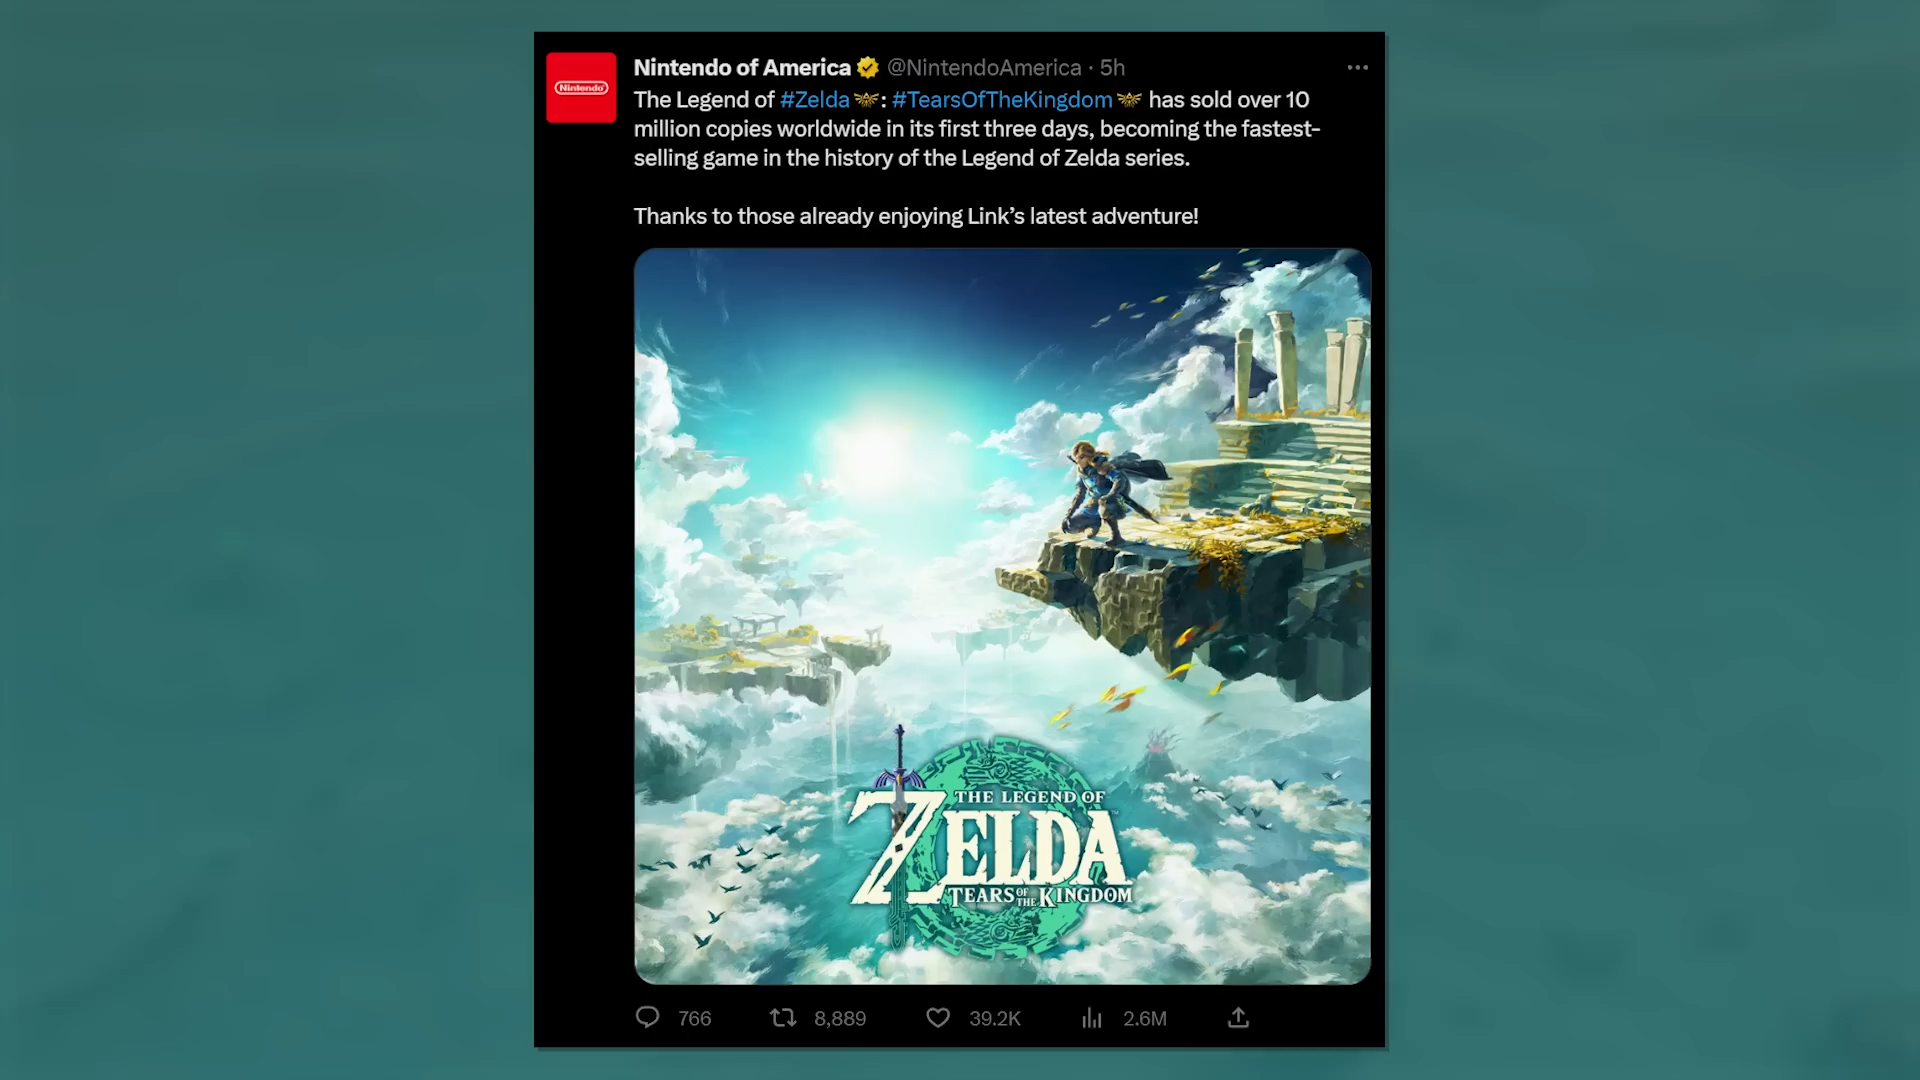 Nintendo of America @NintendoAmerica · 5h
Nintendo
The Legend of #Zelda : #TearsOfTheKingdom has sold over 10
million copies worldwide in its first three days, becoming the fastest-
selling game in the history of the Legend of Zelda series.
Thanks to those already enjoying Link’s latest adventure!
THE LEGEND OF
ZELDA
TEARS OF THE KINGDOM
766 8,889 39.2K 2.6M